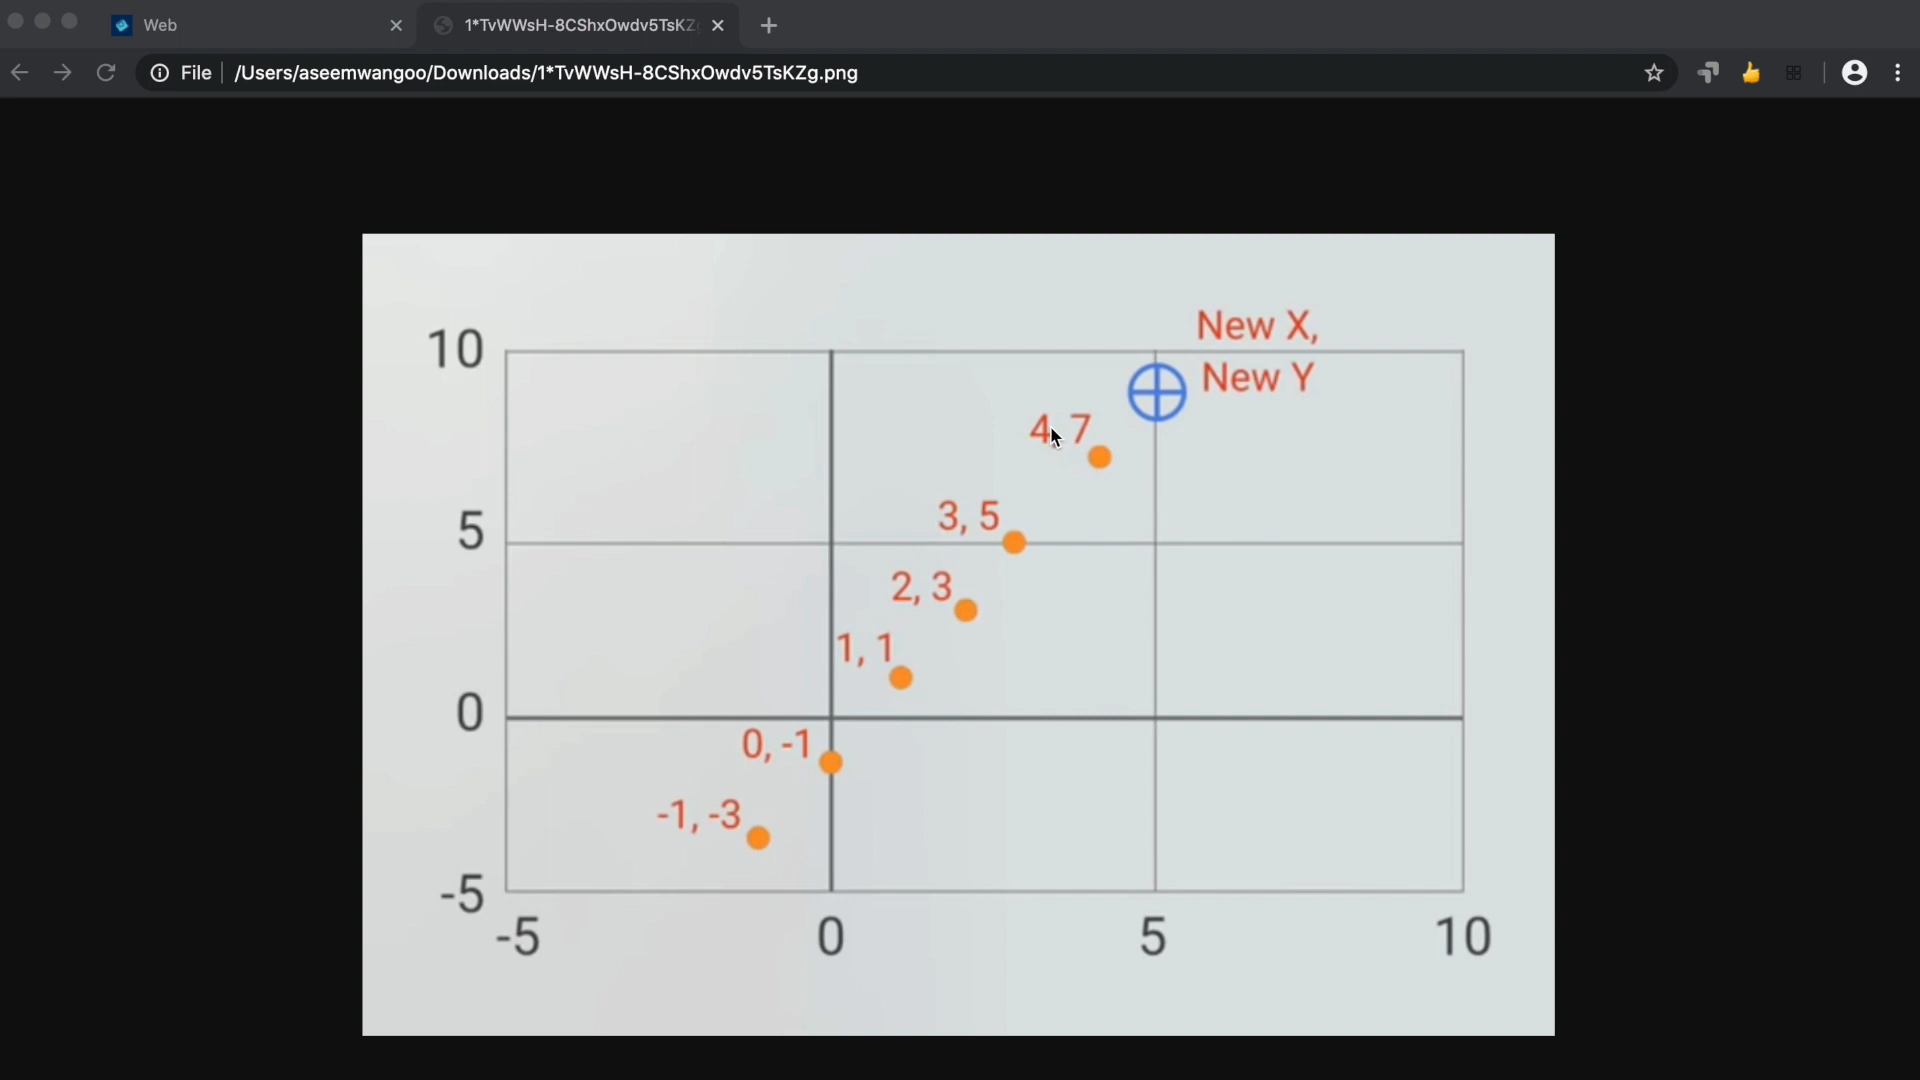 Web
1*TvWWsH-8CShxOwdv5TsKZ
File
/Users/aseemwangoo/Downloads/1*TvWWsH-8CShxOwdv5TsKZg.png
New X,
10
New Y
4, 7
3, 5
5
2, 3
1, 1
0
0, -1
-1, -3
-5
-5 0 5 10